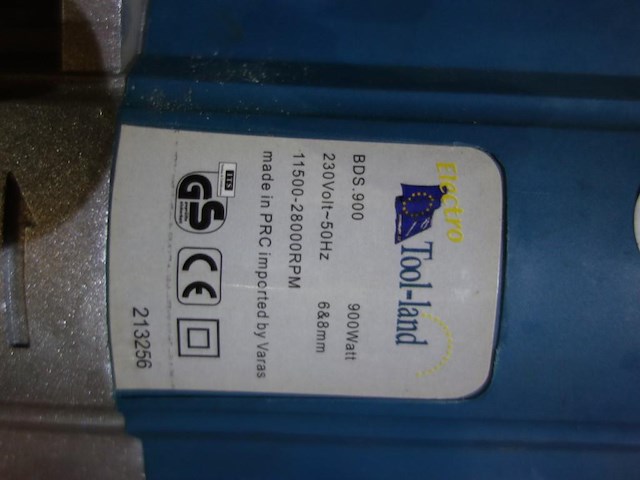 Electro
Tool-land
BDS.900 900Watt
230Volt~50Hz 6&8mm
11500-28000RPM
made in PRC imported by Varas
ITS
GS
CE
213256